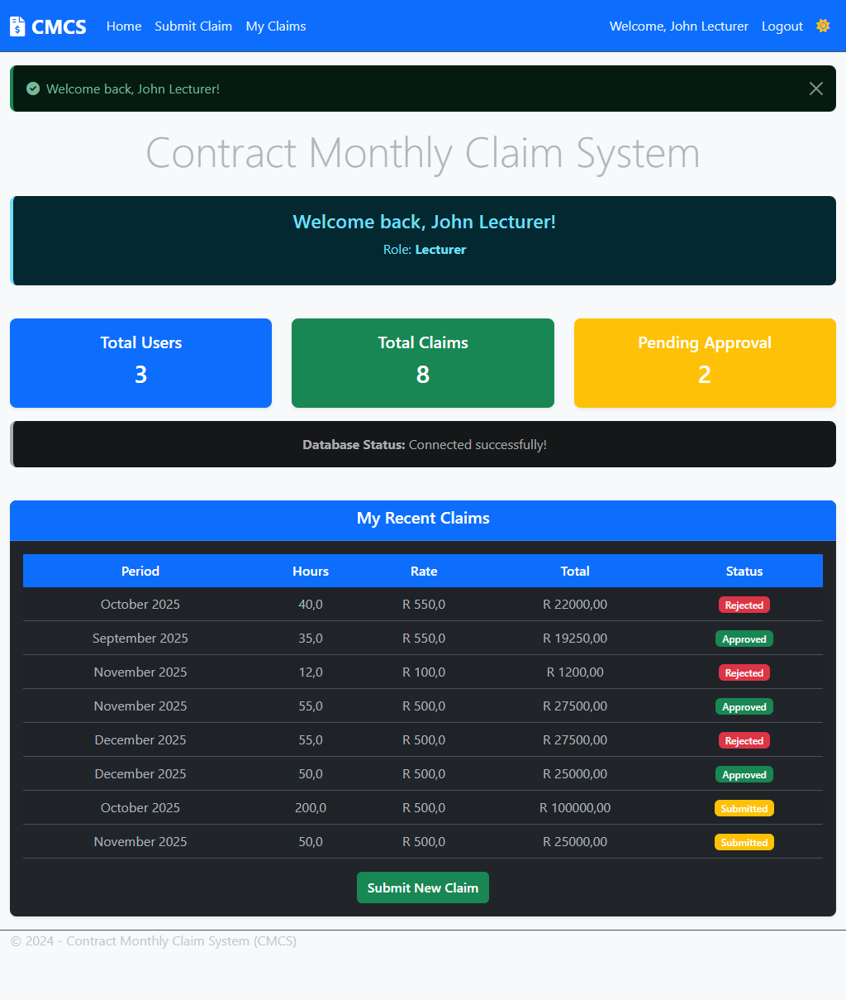 CMCS Home Submit Claim My Claims Welcome, John Lecturer Logout
Welcome back, John Lecturer!
Contract Monthly Claim System
Welcome back, John Lecturer!
Role: Lecturer
Total Users
3
Total Claims
8
Pending Approval
2
Database Status: Connected successfully!
My Recent Claims
Period Hours Rate Total Status
October 2025 40,0 R 550,0 R 22000,00 Rejected
September 2025 35,0 R 550,0 R 19250,00 Approved
November 2025 12,0 R 100,0 R 1200,00 Rejected
November 2025 55,0 R 500,0 R 27500,00 Approved
December 2025 55,0 R 500,0 R 27500,00 Rejected
December 2025 50,0 R 500,0 R 25000,00 Approved
October 2025 200,0 R 500,0 R 100000,00 Submitted
November 2025 50,0 R 500,0 R 25000,00 Submitted
Submit New Claim
© 2024 - Contract Monthly Claim System (CMCS)